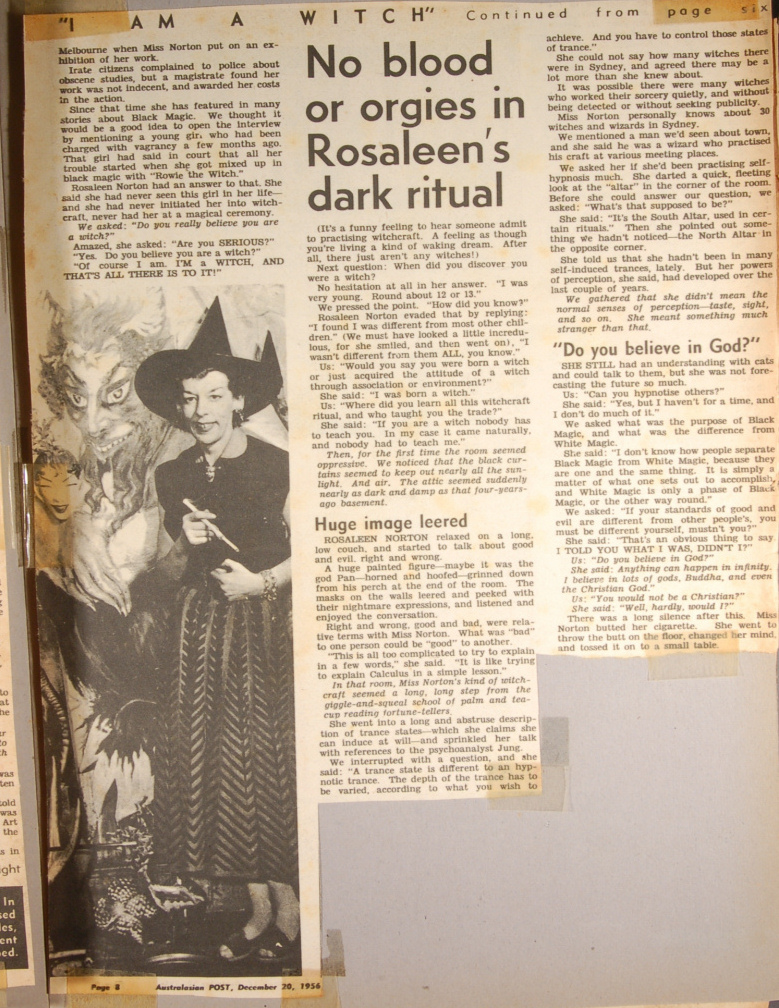 "I AM A WITCH" Continued from page six
Melbourne when Miss Norton put on an ex-
hibition of her work.
Irate citizens complained to police about
obscene studies, but a magistrate found her
work was not indecent, and awarded her costs
in the action.
Since that time she has featured in many
stories about Black Magic. We thought it
would be a good idea to open the interview
by mentioning a young girl, who had been
charged with vagrancy a few months ago.
That girl had said in court that all her
trouble started when she got mixed up in
black magic with "Rowie the Witch."
Rosaleen Norton had an answer to that. She
said she had never seen this girl in her life—
and she had never initiated her into witch-
craft, never had her at a magical ceremony.
We asked: "Do you really believe you are
a witch?"
Amazed, she asked: "Are you SERIOUS?"
"Yes. Do you believe you are a witch?"
"Of course I am. I'M A WITCH, AND
THAT'S ALL THERE IS TO IT!"
No blood
or orgies in
Rosaleen's
dark ritual
(It's a funny feeling to hear someone admit
to practising witchcraft. A feeling as though
you're living a kind of waking dream. After
all, there just aren't any witches!)
Next question: When did you discover you
were a witch?
No hesitation at all in her answer. "I was
very young. Round about 12 or 13."
We pressed the point. "How did you know?"
Rosaleen Norton evaded that by replying:
"I found I was different from most other chil-
dren." (We must have looked a little incredu-
lous, for she smiled, and then went on), "I
wasn't different from them ALL, you know."
Us: "Would you say you were born a witch
or just acquired the attitude of a witch
through association or environment?"
She said: "I was born a witch."
Us: "Where did you learn all this witchcraft
ritual, and who taught you the trade?"
She said: "If you are a witch nobody has
to teach you. In my case it came naturally,
and nobody had to teach me."
Then, for the first time the room seemed
oppressive. We noticed that the black cur-
tains seemed to keep out nearly all the sun-
light. And air. The attic seemed suddenly
nearly as dark and damp as that four-years-
ago basement.
Huge image leered
ROSALEEN NORTON relaxed on a long,
low couch, and started to talk about good
and evil, right and wrong.
A huge painted figure—maybe it was the
god Pan—horned and hoofed—grinned down
from his perch at the end of the room. The
masks on the walls leered and peeked with
their nightmare expressions, and listened and
enjoyed the conversation.
Right and wrong, good and bad, were rela-
tive terms with Miss Norton. What was "bad"
to one person could be "good" to another.
"This is all too complicated to try to explain
in a few words," she said. "It is like trying
to explain Calculus in a simple lesson."
In that room, Miss Norton's kind of witch-
craft seemed a long, long step from the
giggle-and-squeal school of palm and tea-
cup reading fortune-tellers.
She went into a long and abstruse descrip-
tion of trance states—which she claims she
can induce at will—and sprinkled her talk
with references to the psychoanalyst Jung.
We interrupted with a question, and she
said: "A trance state is different to an hyp-
notic trance. The depth of the trance has to
be varied, according to what you wish to
achieve. And you have to control those states
of trance."
She could not say how many witches there
were in Sydney, and agreed there may be a
lot more than she knew about.
It was possible there were many witches
who worked their sorcery quietly, and without
being detected or without seeking publicity.
Miss Norton personally knows about 30
witches and wizards in Sydney.
We mentioned a man we'd seen about town,
and she said he was a wizard who practised
his craft at various meeting places.
We asked her if she'd been practising self-
hypnosis much. She darted a quick, fleeting
look at the "altar" in the corner of the room.
Before she could answer our question, we
asked: "What's that supposed to be?"
She said: "It's the South Altar, used in cer-
tain rituals." Then she pointed out some-
thing we hadn't noticed—the North Altar in
the opposite corner.
She told us she hadn't been in many
self-induced trances, lately. But her powers
of perception, she said, had developed over the
last couple of years.
We gathered that she didn't mean the
normal senses of perception—taste, sight,
and so on. She meant something much
stranger than that.
"Do you believe in God?"
SHE STILL had an understanding with cats
and could talk to them, but she was not fore-
casting the future so much.
Us: "Can you hypnotise others?"
She said: "Yes, but I haven't for a time, and
I don't do much of it."
We asked what was the purpose of Black
Magic, and what was the difference from
White Magic.
She said: "I don't know how people separate
Black Magic from White Magic, because they
are one and the same thing. It is simply a
matter of what one sets out to accomplish,
and White Magic is only a phase of Black
Magic, or the other way round."
We asked: "If your standards of good and
evil are different from other people's, you
must be different yourself, mustn't you?"
She said: "That's an obvious thing to say
I TOLD YOU WHAT I WAS, DIDN'T I?"
Us: "Do you believe in God?"
She said: Anything can happen in infinity.
I believe in lots of gods, Buddha, and even
the Christian God."
Us: "You would not be a Christian?"
She said: "Well, hardly, would I?"
There was a long silence after this. Miss
Norton butted her cigarette. She went to
throw the butt on the floor, changed her mind,
and tossed it on to a small table.
Page 8 Australasian POST, December 20, 1956